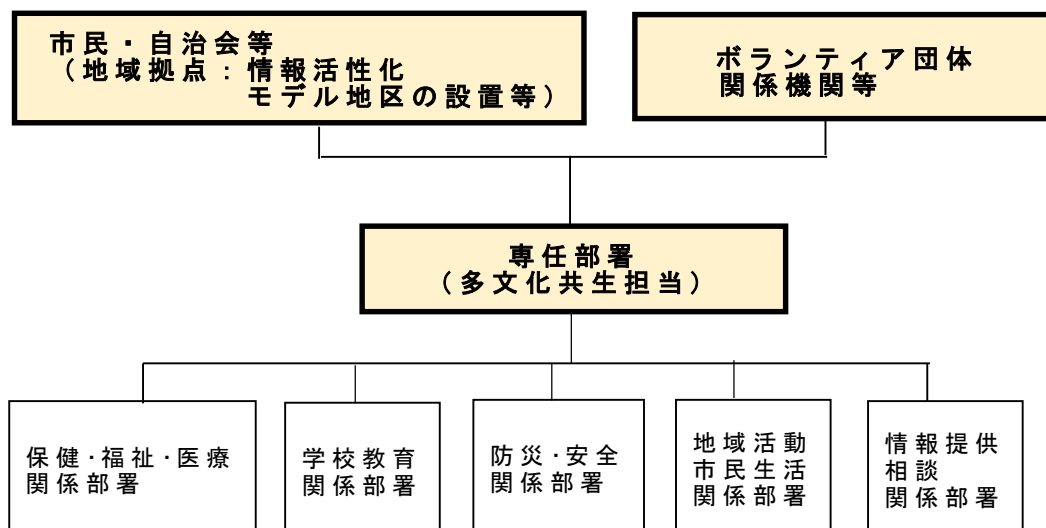 市民・自治会等
（地域拠点：情報活性化
モデル地区の設置等）
ボランティア団体
関係機関等
専任部署
（多文化共生担当）
保健・福祉・医療
関係部署
学校教育
関係部署
防災・安全
関係部署
地域活動
市民生活
関係部署
情報提供
相談
関係部署